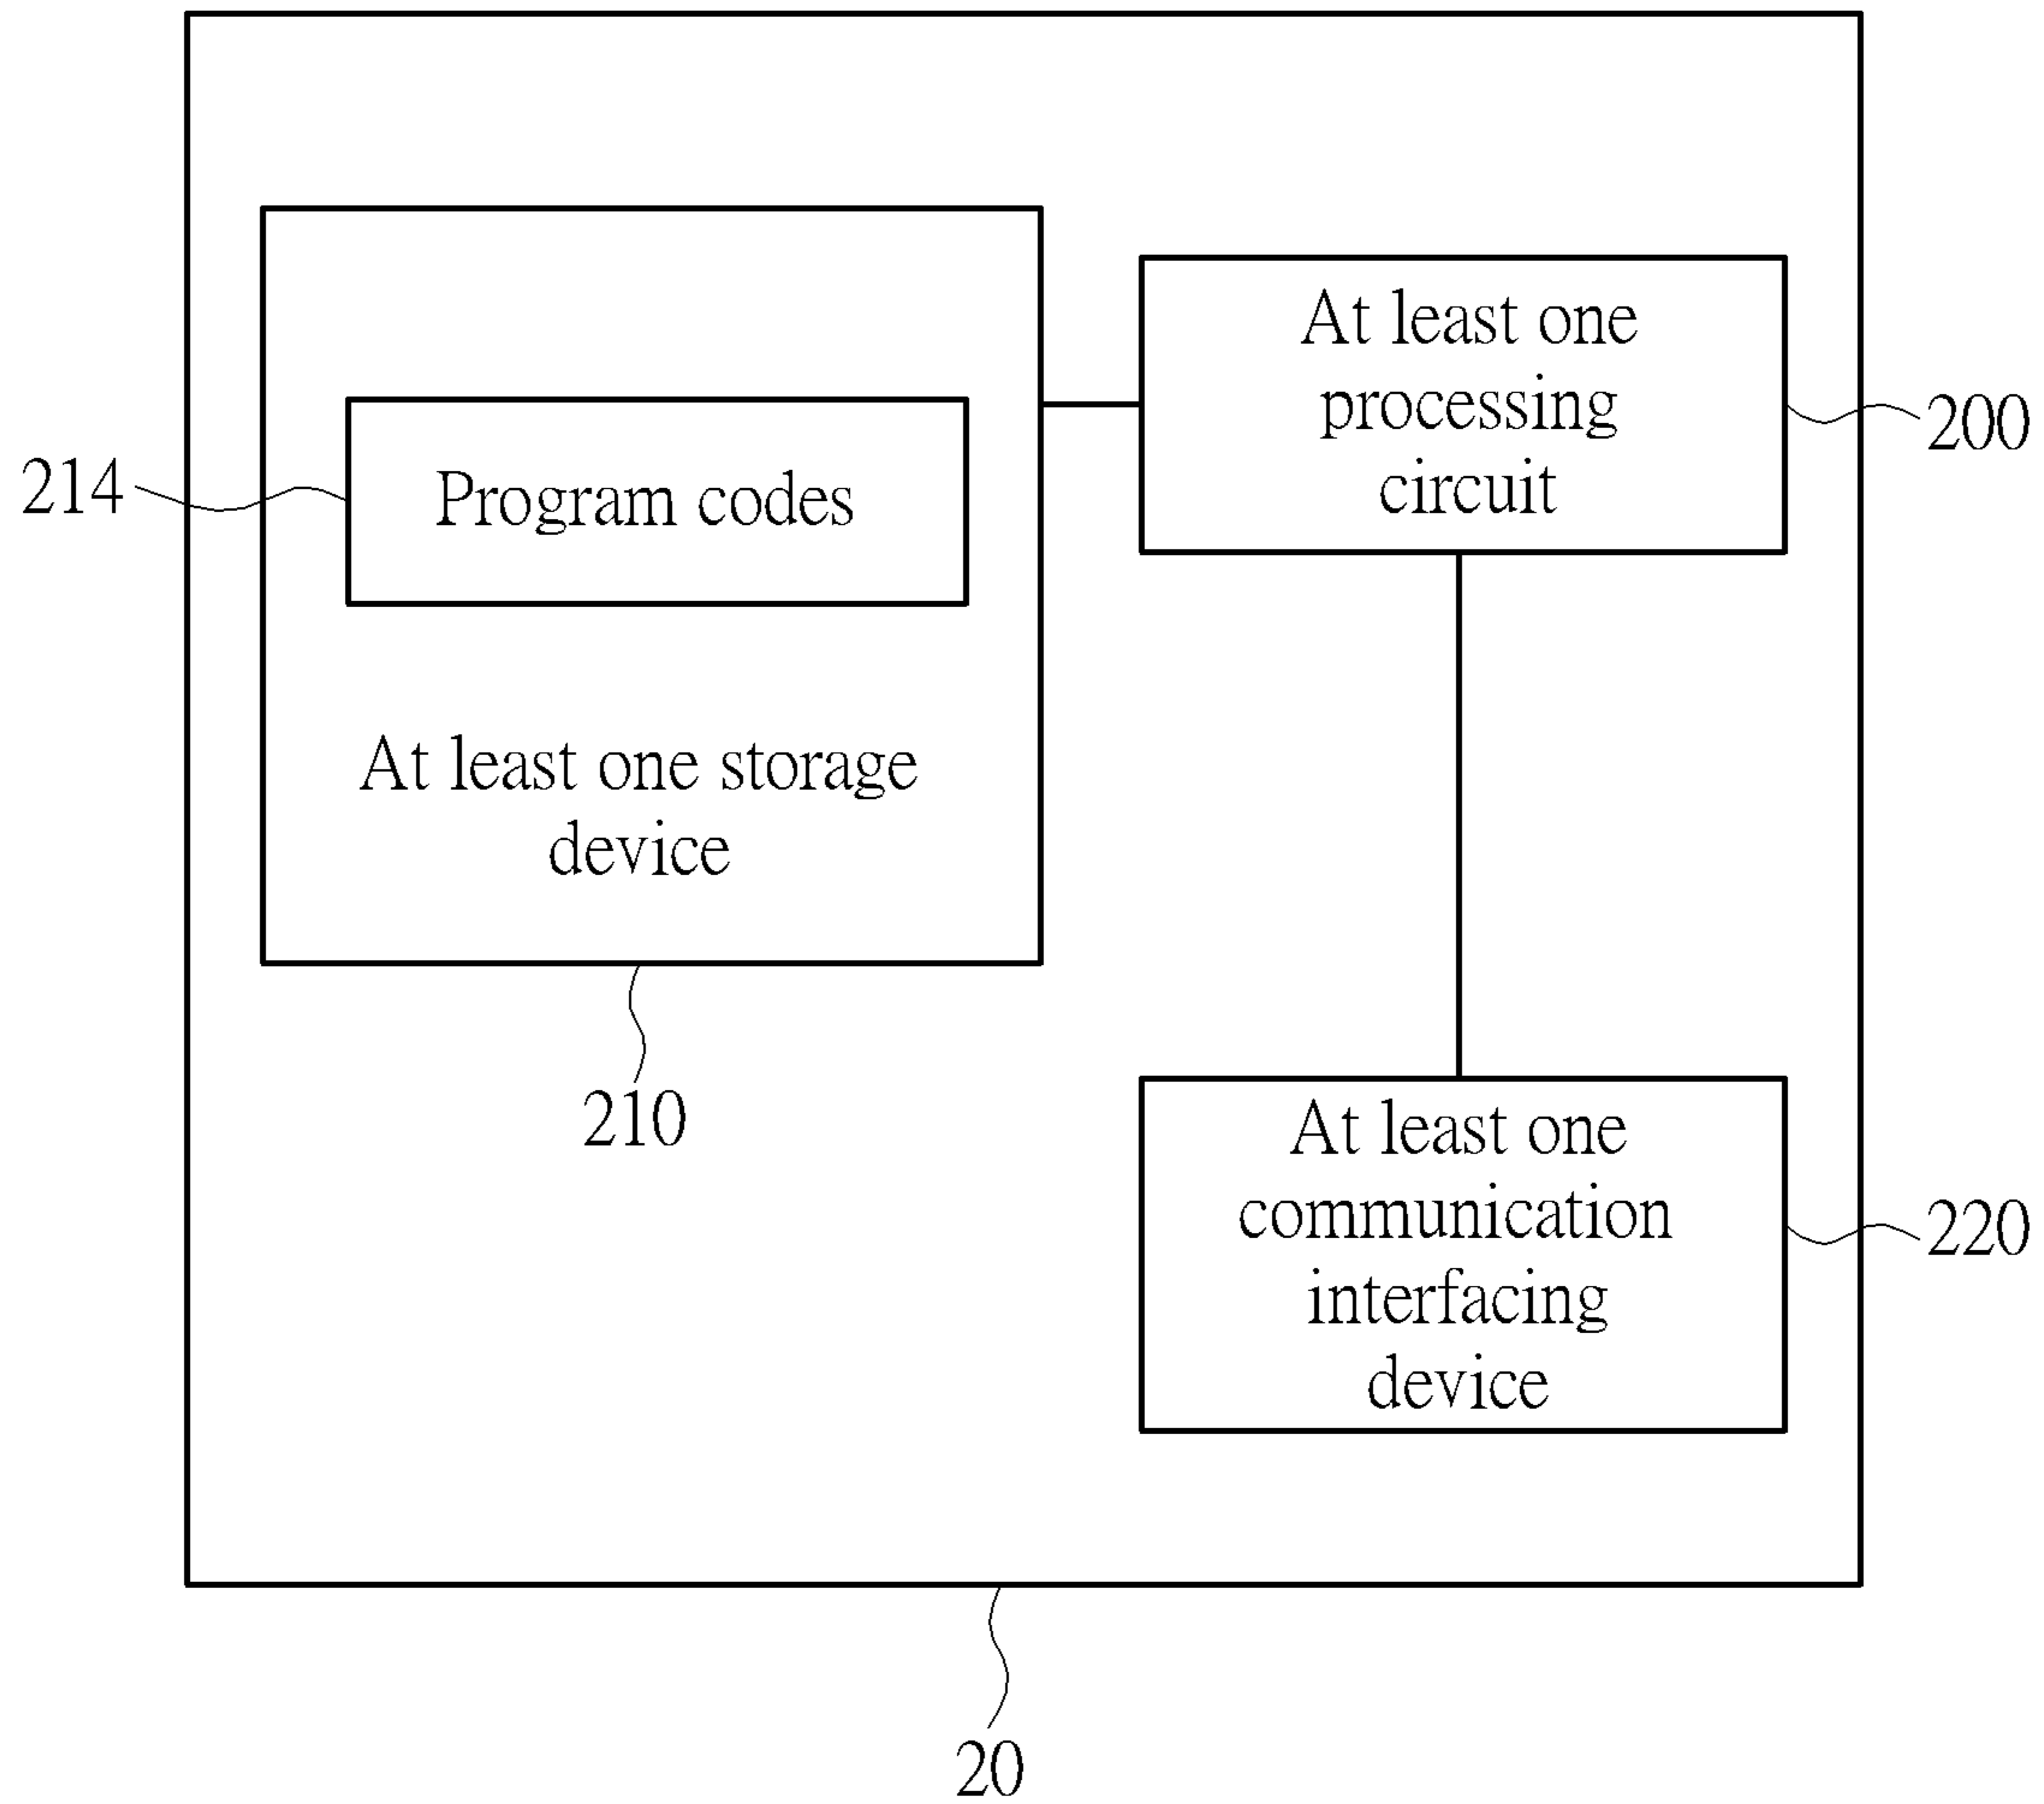 At least one
processing
circuit
200
214
Program codes
At least one storage
device
210
At least one
communication
interfacing
device
220
20